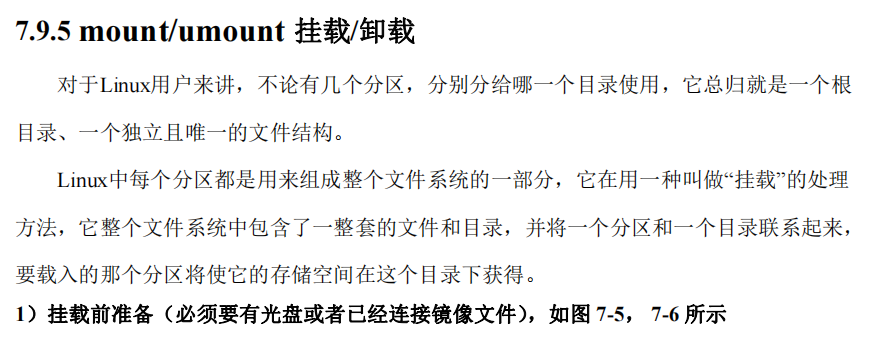 7.9.5 mount/umount 挂载/卸载
对于Linux用户来讲，不论有几个分区，分别分给哪一个目录使用，它总归就是一个根
目录、一个独立且唯一的文件结构。
Linux中每个分区都是用来组成整个文件系统的一部分，它在用一种叫做“挂载”的处理
方法，它整个文件系统中包含了一整套的文件和目录，并将一个分区和一个目录联系起来，
要载入的那个分区将使它的存储空间在这个目录下获得。
1）挂载前准备（必须要有光盘或者已经连接镜像文件），如图 7-5， 7-6 所示